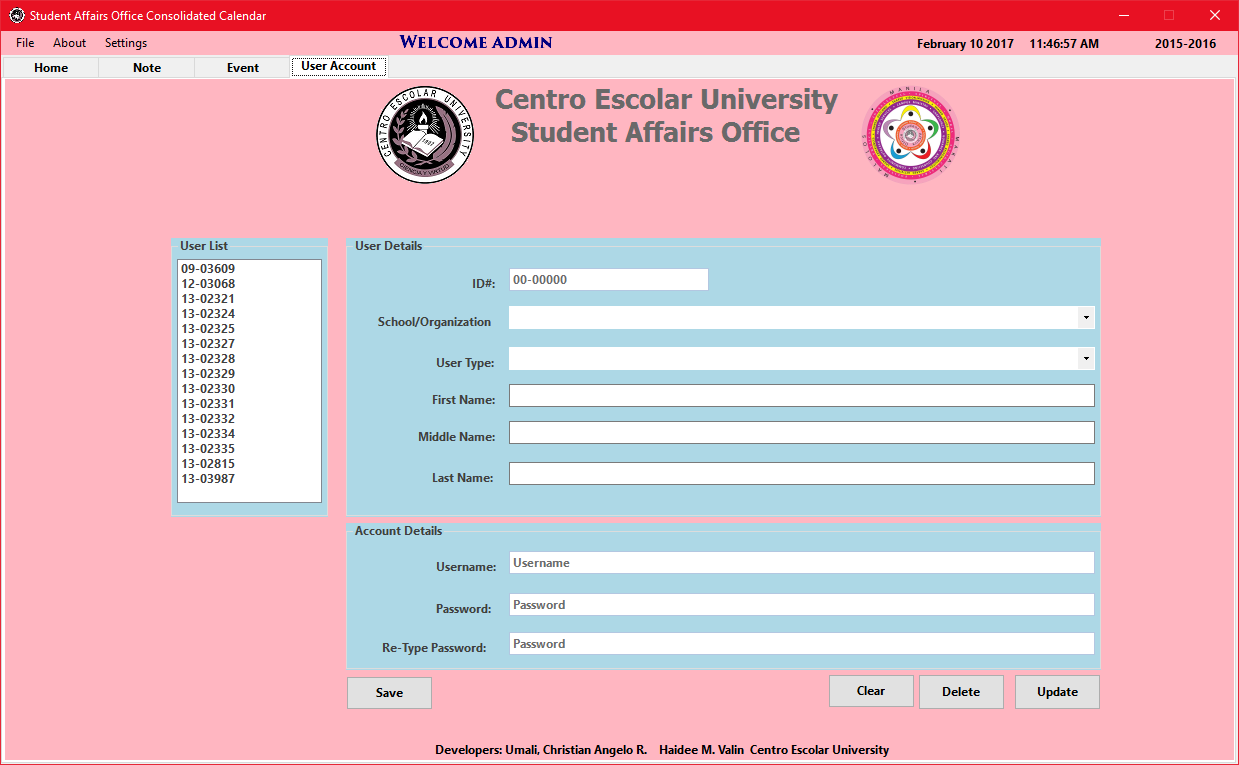 Student Affairs Office Consolidated Calendar
File About Settings WELCOME ADMIN February 10 2017 11:46:57 AM 2015-2016
Home Note Event User Account
CENTRO ESCOLAR UNIVERSITY
1907
CIENCIA Y VIRTUD
Centro Escolar University
Student Affairs Office
MANILA
MAKATI
MALOLOS
User List
09-03609
12-03068
13-02321
13-02324
13-02325
13-02327
13-02328
13-02329
13-02330
13-02331
13-02332
13-02334
13-02335
13-02815
13-03987
User Details
ID#: 00-00000
School/Organization
User Type:
First Name:
Middle Name:
Last Name:
Account Details
Username: Username
Password: Password
Re-Type Password: Password
Save Clear Delete Update
Developers: Umali, Christian Angelo R. Haidee M. Valin Centro Escolar University